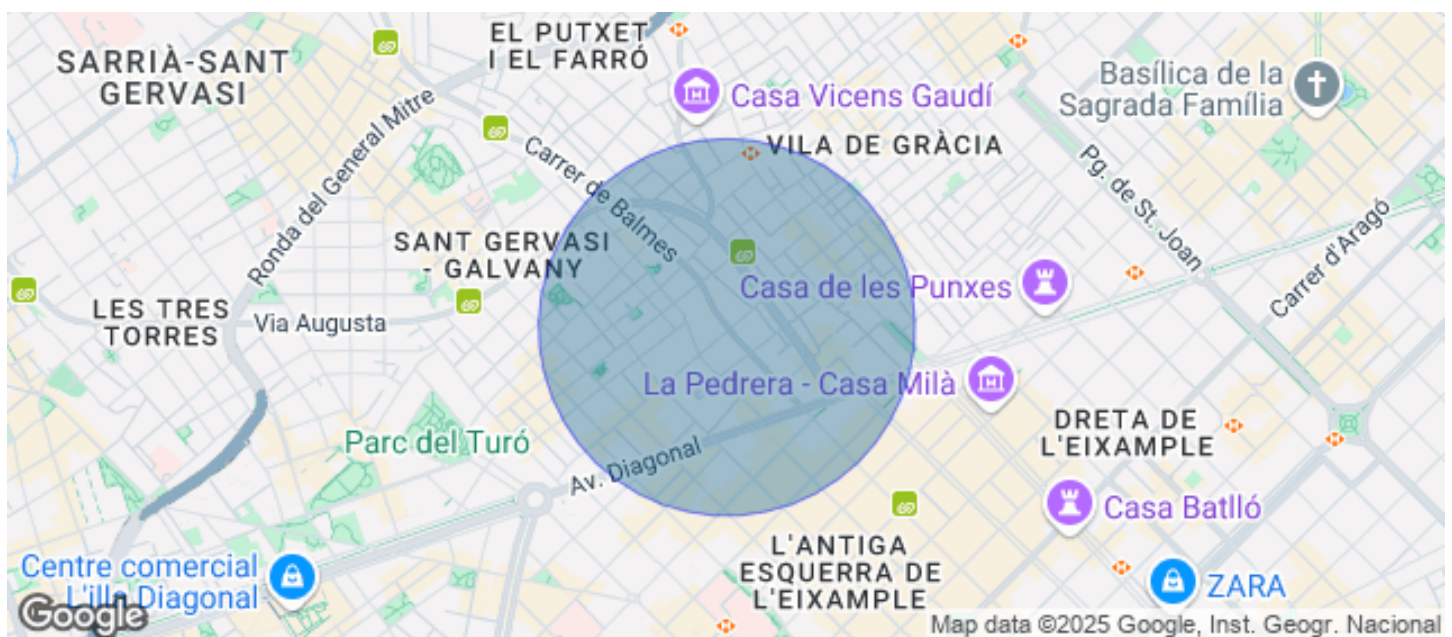 EL PUTXET
I EL FARRÓ
SARRIÀ-SANT
GERVASI
Basílica de la
Sagrada Família
Casa Vicens Gaudí
Ronda del General Mitre
Carrer de Balmes
VILA DE GRÀCIA
Pg. de St. Joan
Carrer d'Aragó
SANT GERVASI
- GALVANY
Casa de les Punxes
LES TRES
TORRES
Via Augusta
La Pedrera - Casa Milà
DRETA DE
L'EIXAMPLE
Parc del Turó
Av. Diagonal
Casa Batlló
L'ANTIGA
ESQUERRA DE
L'EIXAMPLE
Centre comercial
L'illa Diagonal
ZARA
Google
Map data ©2025 Google, Inst. Geogr. Nacional